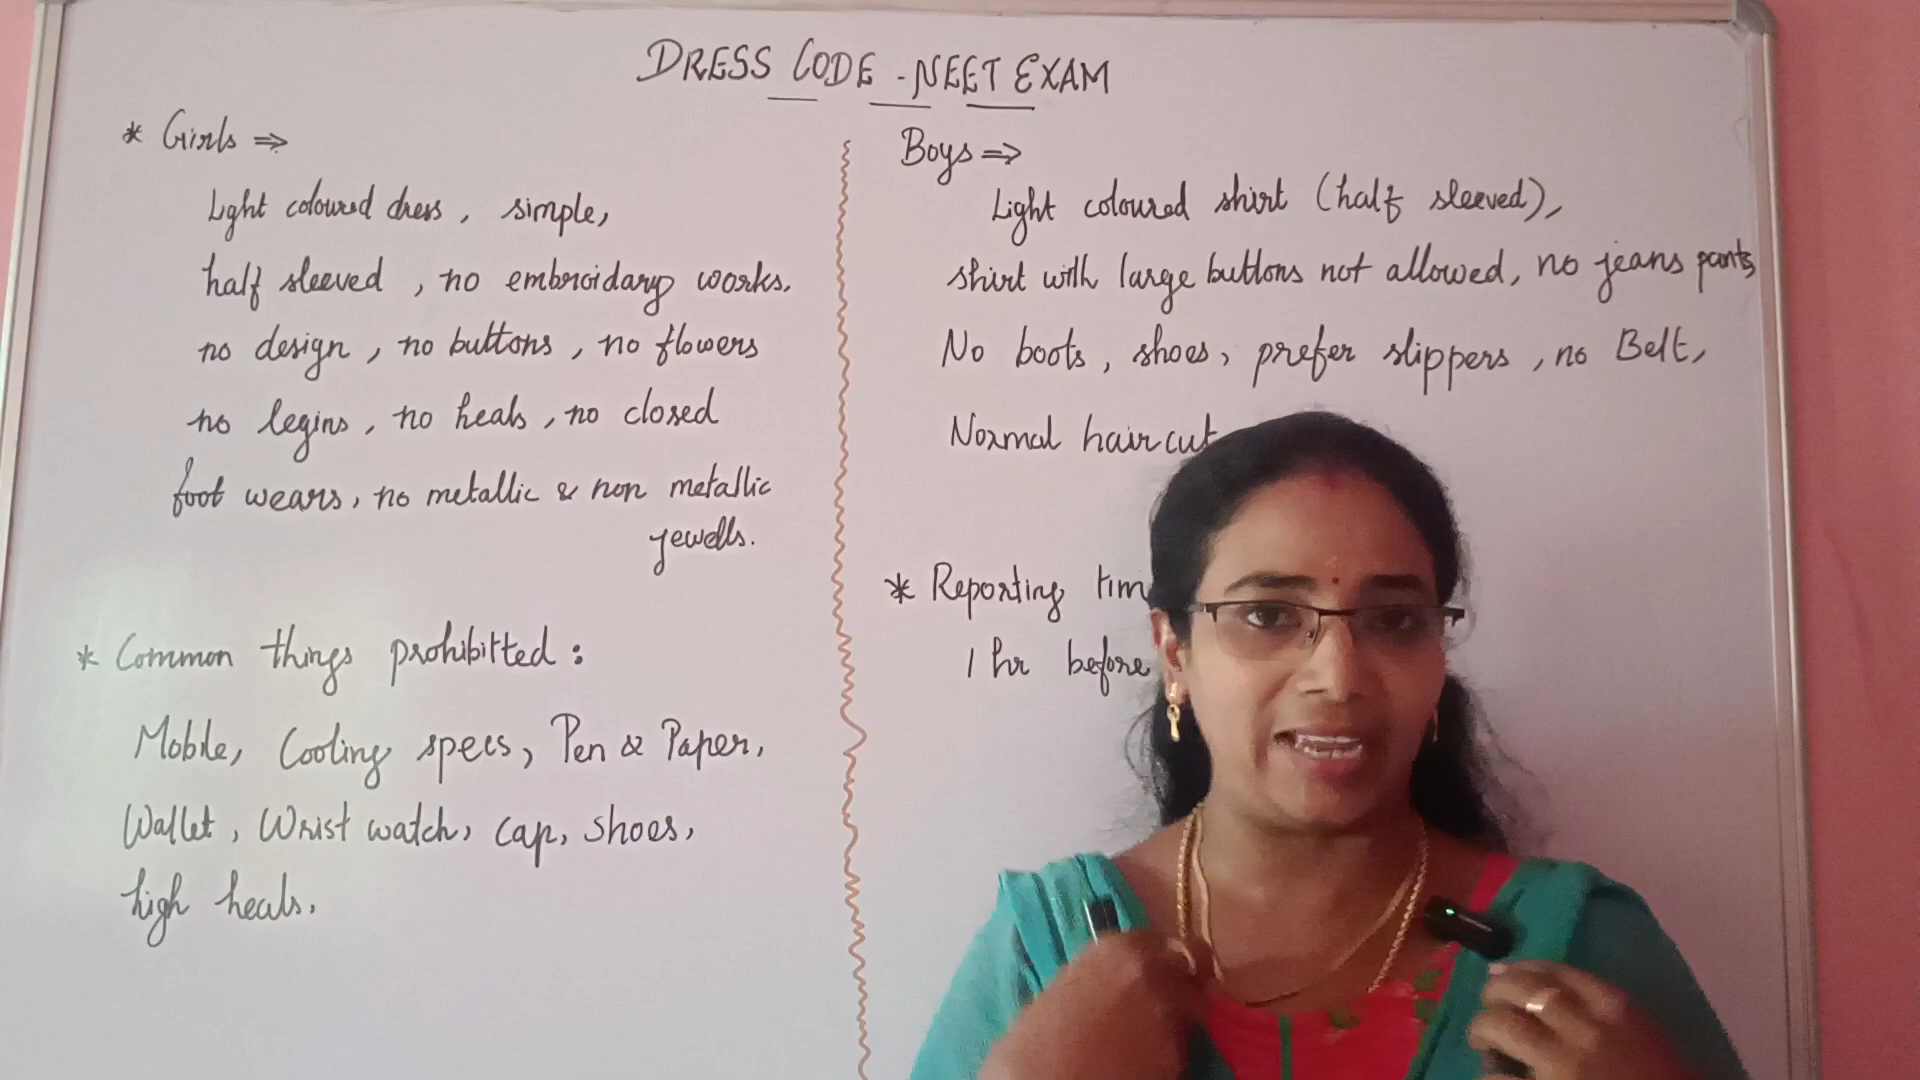 DRESS CODE - NEET EXAM
* Girls ⇒
Light coloured dress, simple,
half sleeved, no embroidary works.
no design, no buttons, no flowers
no legins, no heals, no closed
foot wears, no metallic & non metallic
jewells.
* Common things prohibitted:
Mobile, Cooling specs, Pen & Paper,
Wallet, Wrist watch, cap, shoes,
high heals.
Boys ⇒
Light coloured shirt (half sleeved),
shirt with large buttons not allowed, no jeans pants
No boots, shoes, prefer slippers, no Belt,
Normal haircut
* Reporting tim
1 hr before